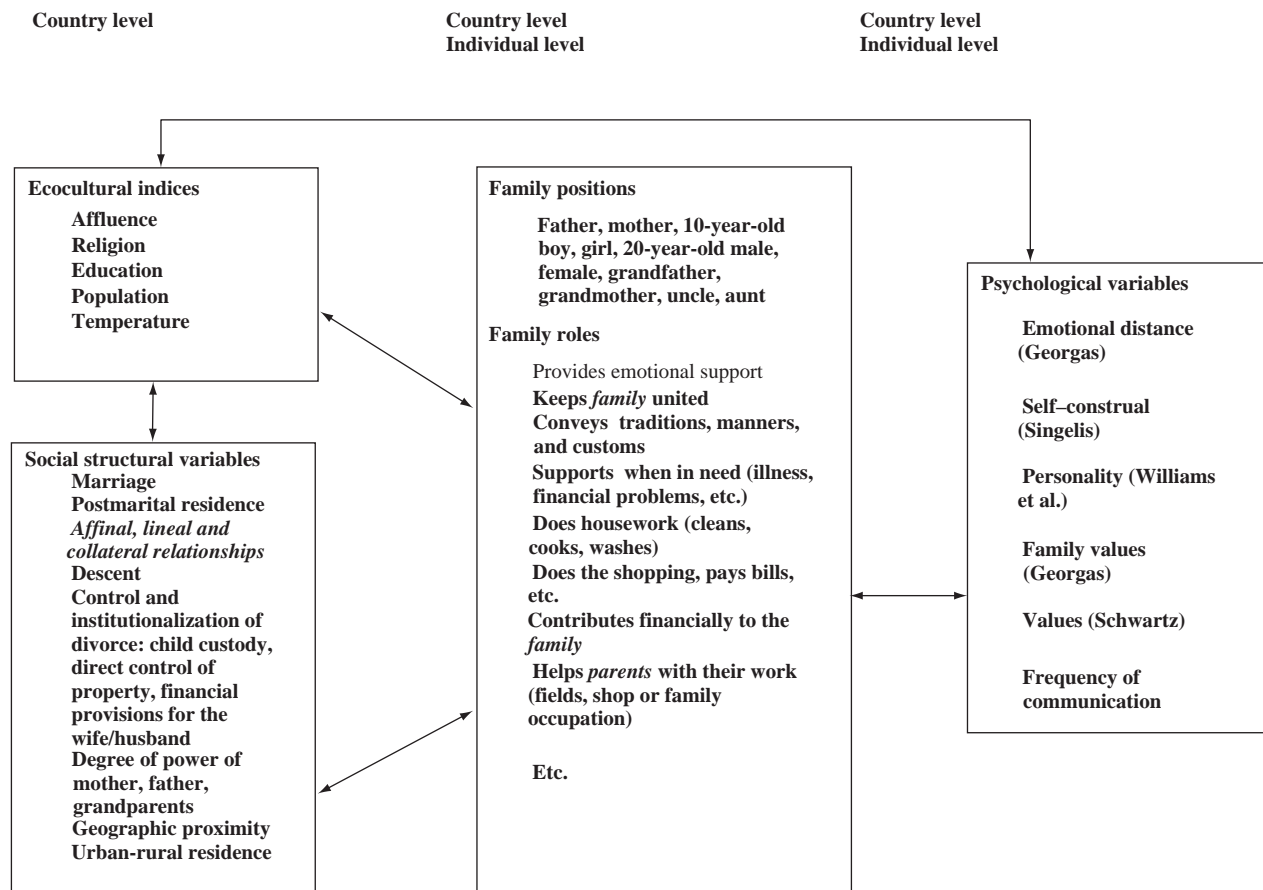 Country level
Country level
Individual level
Country level
Individual level
Ecocultural indices
Affluence
Religion
Education
Population
Temperature
Social structural variables
Marriage
Postmarital residence
Affinal, lineal and
collateral relationships
Descent
Control and
institutionalization of
divorce: child custody,
direct control of
property, financial
provisions for the
wife/husband
Degree of power of
mother, father,
grandparents
Geographic proximity
Urban-rural residence
Family positions
Father, mother, 10-year-old
boy, girl, 20-year-old male,
female, grandfather,
grandmother, uncle, aunt
Family roles
Provides emotional support
Keeps family united
Conveys traditions, manners,
and customs
Supports when in need (illness,
financial problems, etc.)
Does housework (cleans,
cooks, washes)
Does the shopping, pays bills,
etc.
Contributes financially to the
family
Helps parents with their work
(fields, shop or family
occupation)
Etc.
Psychological variables
Emotional distance
(Georgas)
Self–construal
(Singelis)
Personality (Williams
et al.)
Family values
(Georgas)
Values (Schwartz)
Frequency of
communication